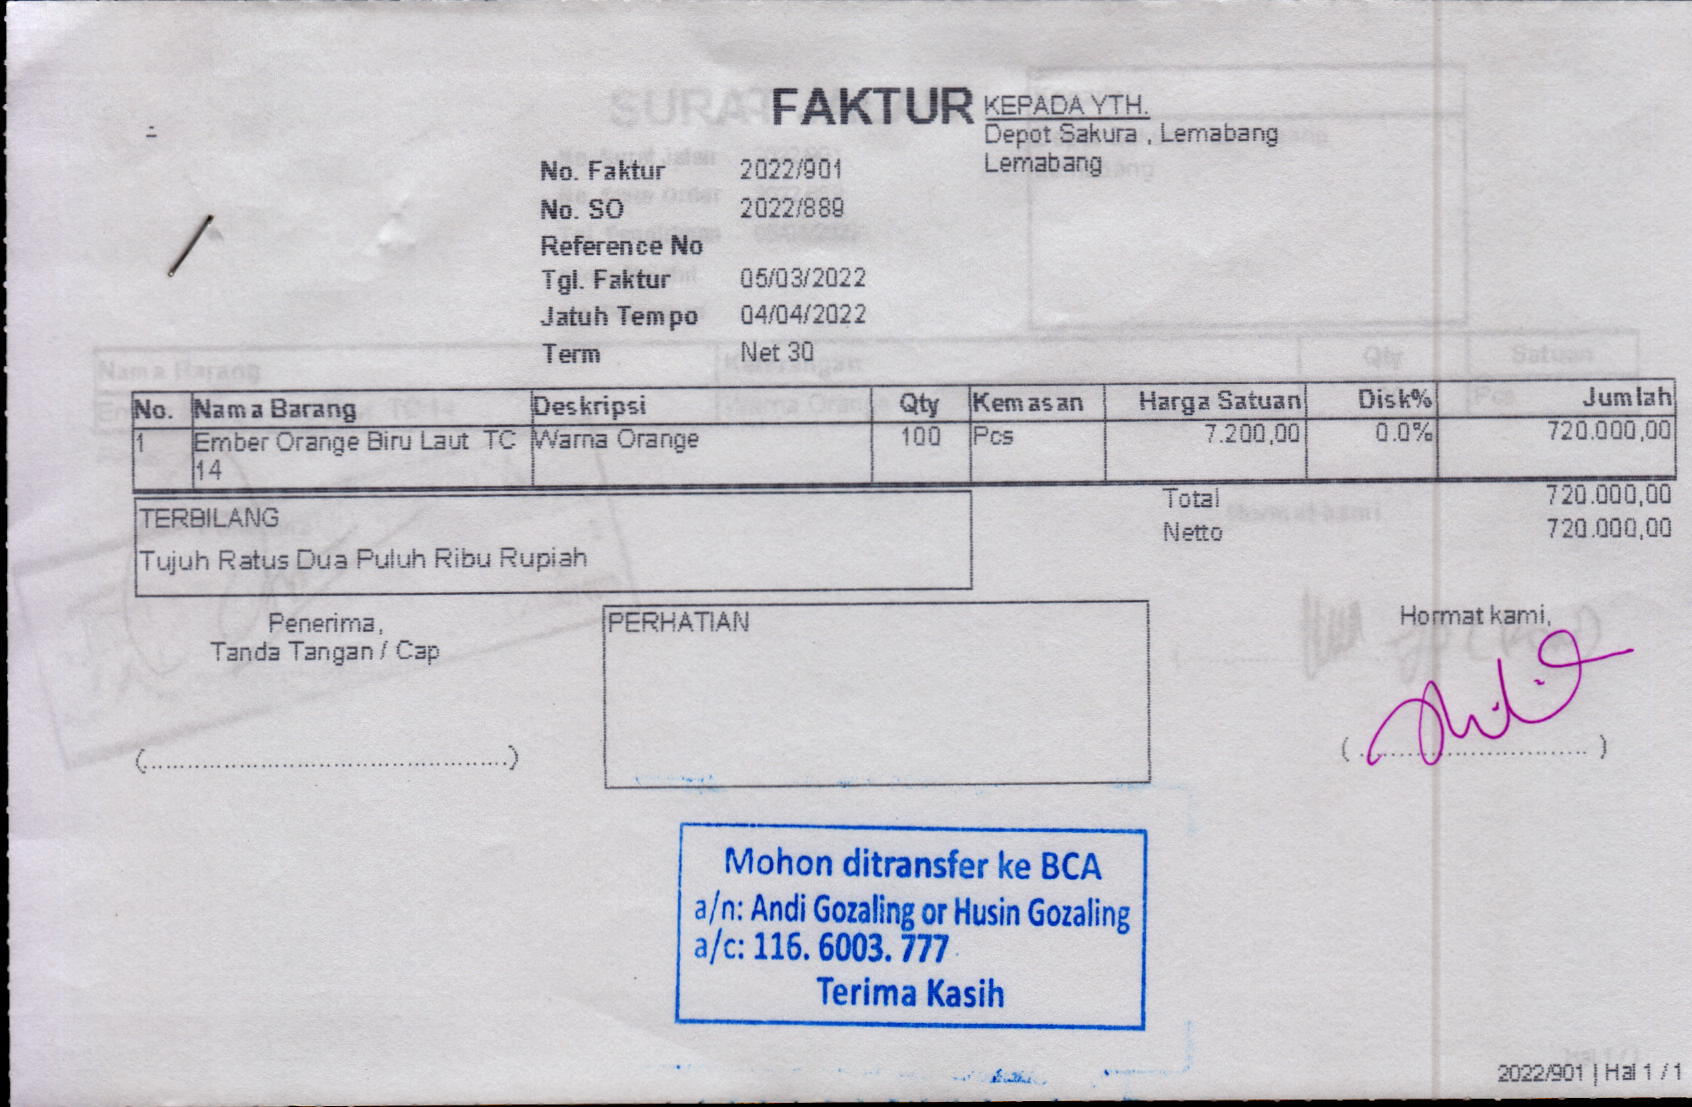 FAKTUR
KEPADA YTH.
Depot Sakura , Lemabang
Lemabang
No. Faktur 2022/901
No. SO 2022/889
Reference No
Tgl. Faktur 05/03/2022
Jatuh Tempo 04/04/2022
Term Net 30
No. Nama Barang Deskripsi Qty Kemasan Harga Satuan Disk% Jumlah
1 Ember Orange Biru Laut TC Warna Orange 100 Pcs 7.200,00 0.0% 720.000,00
14
Total 720.000,00
Netto 720.000,00
TERBILANG
Tujuh Ratus Dua Puluh Ribu Rupiah
Penerima,
Tanda Tangan / Cap
(..............................................)
PERHATIAN
Hormat kami,
( .............................. )
Mohon ditransfer ke BCA
a/n: Andi Gozaling or Husin Gozaling
a/c: 116. 6003. 777
Terima Kasih
2022/901 | Hal 1 / 1